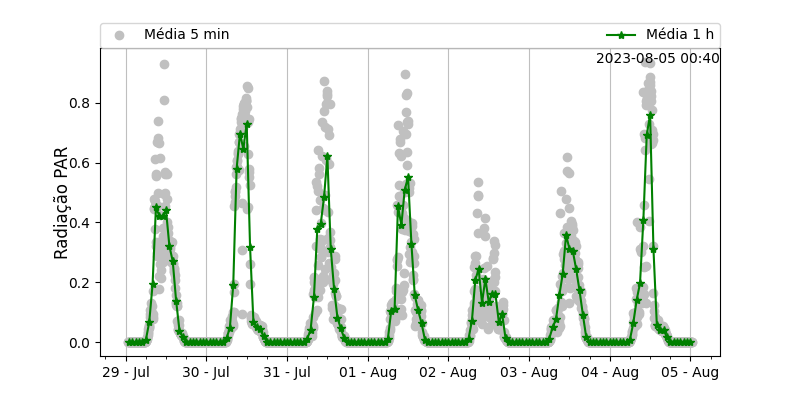 Média 5 min
Média 1 h
2023-08-05 00:40
Radiação PAR
0.8
0.6
0.4
0.2
0.0
29 - Jul
30 - Jul
31 - Jul
01 - Aug
02 - Aug
03 - Aug
04 - Aug
05 - Aug